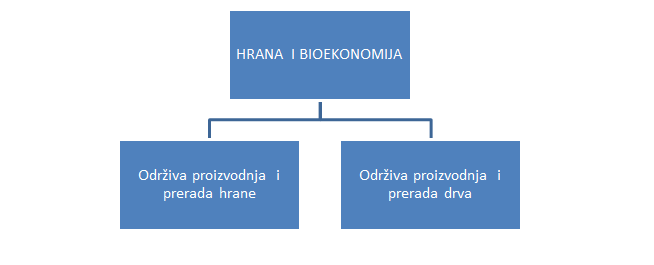 HRANA I BIOEKONOMIJA
Održiva proizvodnja i
prerada hrane
Održiva proizvodnja i
prerada drva